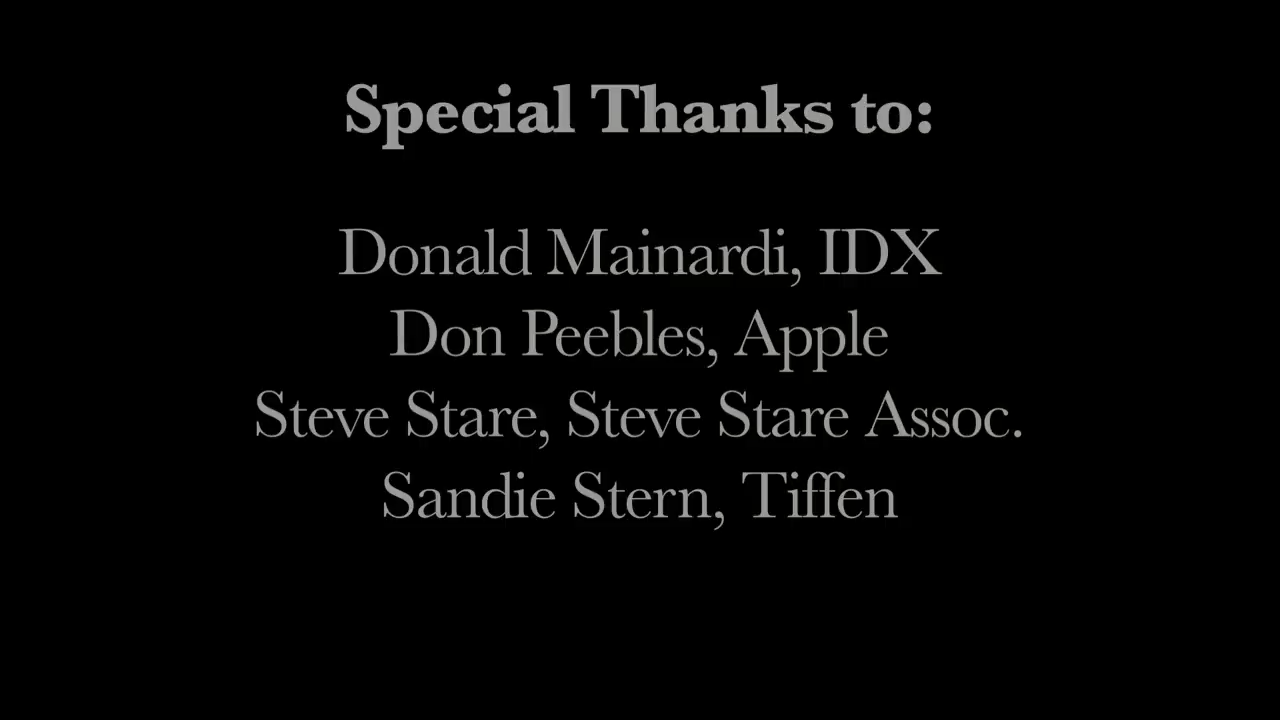 Special Thanks to:
Donald Mainardi, IDX
Don Peebles, Apple
Steve Stare, Steve Stare Assoc.
Sandie Stern, Tiffen